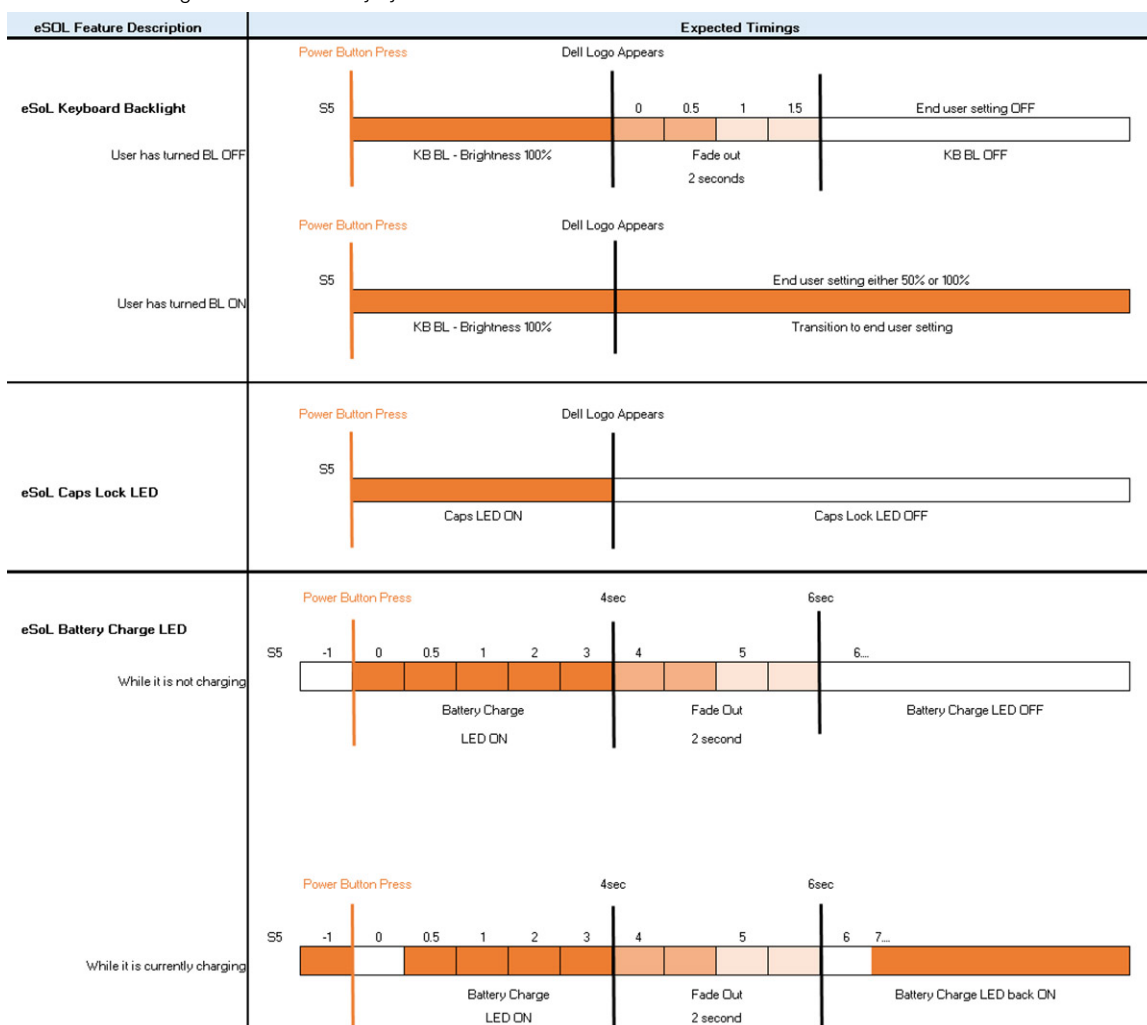 eSOL Feature Description
Expected Timings
Power Button Press
Dell Logo Appears
eSoL Keyboard Backlight
S5
0 0.5 1 1.5
End user setting OFF
User has turned BL OFF
KB BL - Brightness 100%
Fade out
KB BL OFF
2 seconds
Power Button Press
Dell Logo Appears
S5
End user setting either 50% or 100%
User has turned BL ON
KB BL - Brightness 100%
Transition to end user setting
Power Button Press
Dell Logo Appears
S5
eSoL Caps Lock LED
Caps LED ON
Caps Lock LED OFF
Power Button Press
4sec
6sec
eSoL Battery Charge LED
S5 -1 0 0.5 1 2 3 4 5 6...
While it is not charging
Battery Charge
Fade Out
Battery Charge LED OFF
LED ON
2 second
Power Button Press
4sec
6sec
S5 -1 0 0.5 1 2 3 4 5 6 7...
While it is currently charging
Battery Charge
Fade Out
Battery Charge LED back ON
LED ON
2 second